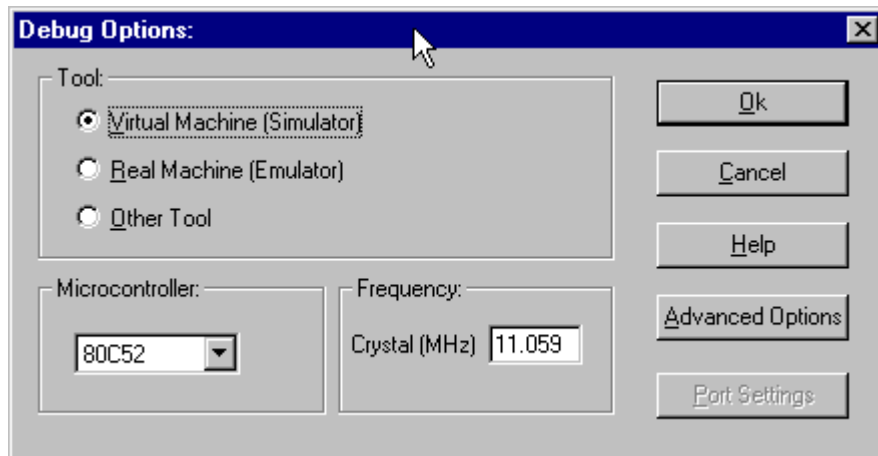 Debug Options:
Tool:
Virtual Machine (Simulator)
Real Machine (Emulator)
Other Tool
Microcontroller:
80C52
Frequency:
Crystal (MHz) 11.059
Ok
Cancel
Help
Advanced Options
Port Settings